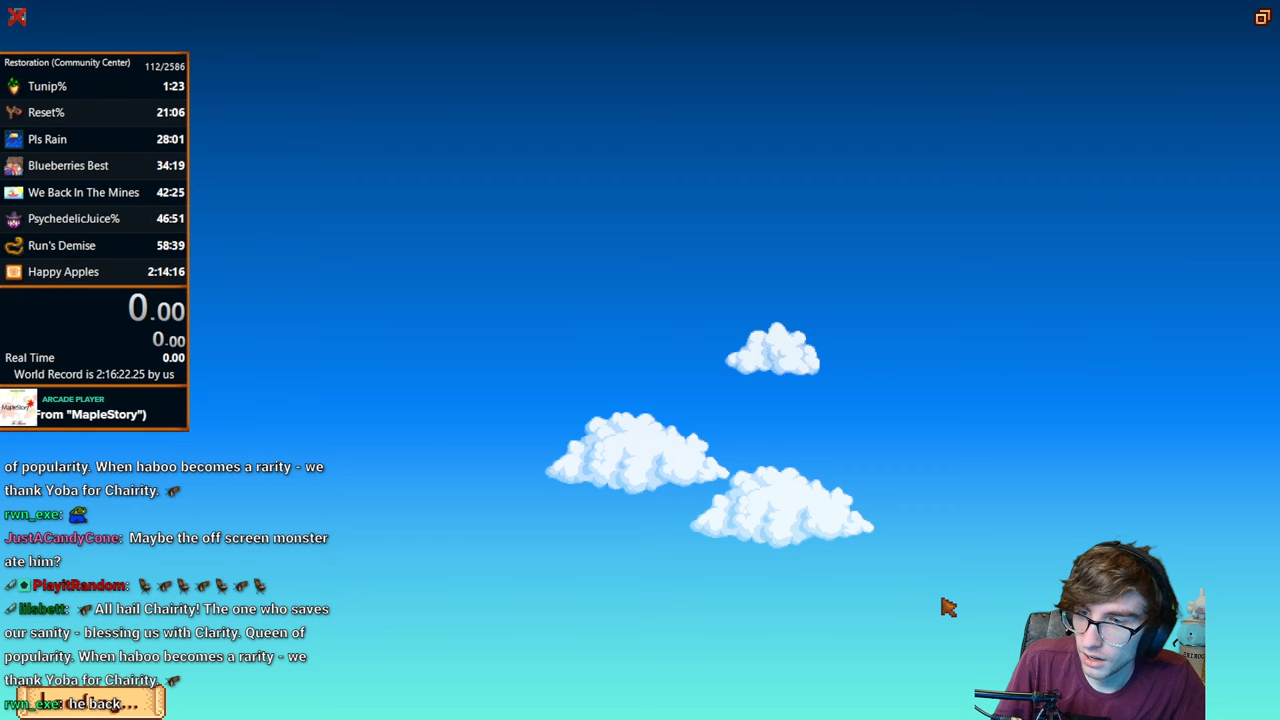 Restoration (Community Center) 112/2586
Tunip% 1:23
Reset% 21:06
Pls Rain 28:01
Blueberries Best 34:19
We Back In The Mines 42:25
PsychedelicJuice% 46:51
Run's Demise 58:39
Happy Apples 2:14:16
0.00
0.00
Real Time 0.00
World Record is 2:16:22.25 by us
ARCADE PLAYER
From "MapleStory")
of popularity. When haboo becomes a rarity - we
thank Yoba for Chairity.
rwn_exe:
JustACandyCone: Maybe the off screen monster
ate him?
PlayitRandom:
lilsbett: All hail Chairity! The one who saves
our sanity - blessing us with Clarity. Queen of
popularity. When haboo becomes a rarity - we
thank Yoba for Chairity.
rwn_exe: he back